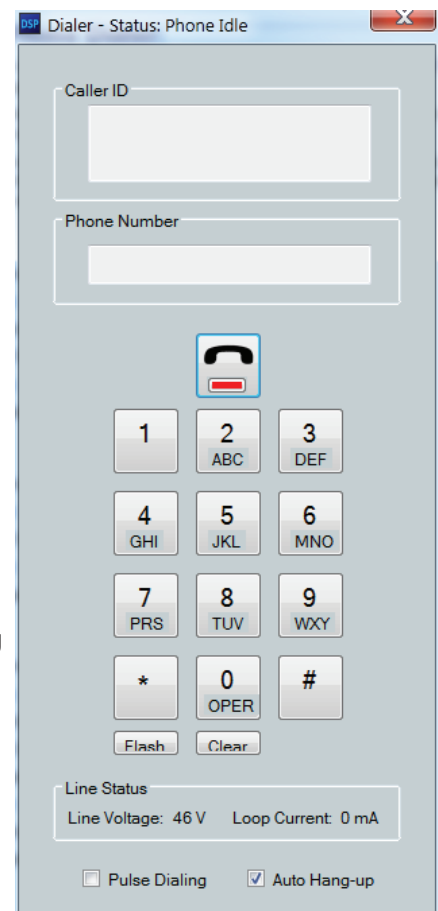 DSP Dialer - Status: Phone Idle X
Caller ID
Phone Number
1 2 3
ABC DEF
4 5 6
GHI JKL MNO
7 8 9
PRS TUV WXY
* 0 #
OPER
Flash Clear
Line Status
Line Voltage: 46 V Loop Current: 0 mA
Pulse Dialing Auto Hang-up